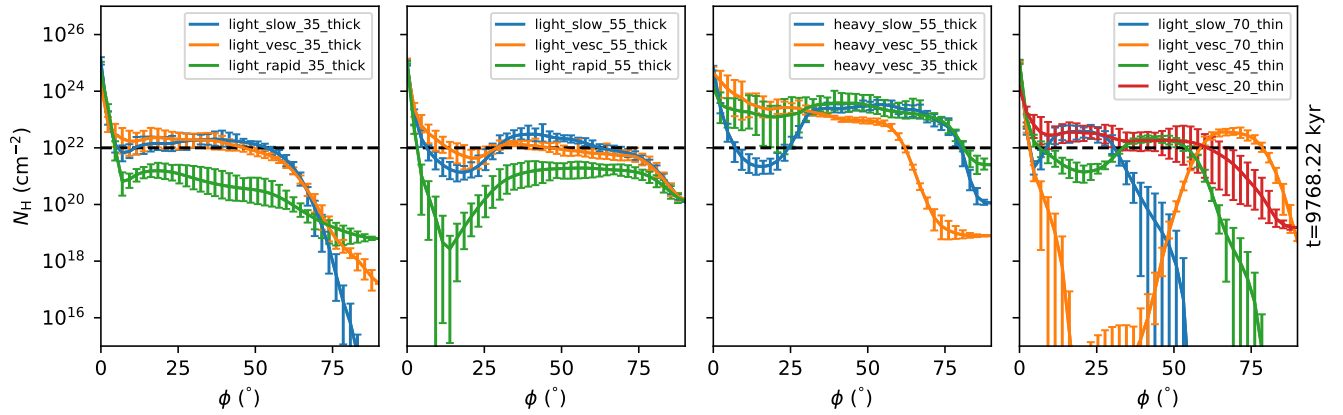 10^26
10^24
10^22
10^20
10^18
10^16
N_H (cm^−2)
light_slow_35_thick
light_vesc_35_thick
light_rapid_35_thick
light_slow_55_thick
light_vesc_55_thick
light_rapid_55_thick
heavy_slow_55_thick
heavy_vesc_55_thick
heavy_vesc_35_thick
light_slow_70_thin
light_vesc_70_thin
light_vesc_45_thin
light_vesc_20_thin
t=9768.22 kyr
0 25 50 75
0 25 50 75
0 25 50 75
0 25 50 75
ϕ (°)
ϕ (°)
ϕ (°)
ϕ (°)